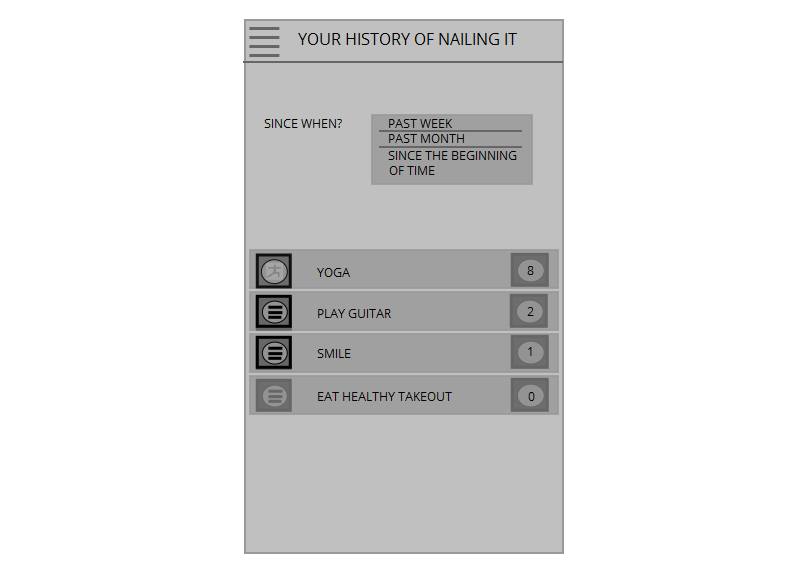 YOUR HISTORY OF NAILING IT
SINCE WHEN?
PAST WEEK
PAST MONTH
SINCE THE BEGINNING
OF TIME
YOGA 8
PLAY GUITAR 2
SMILE 1
EAT HEALTHY TAKEOUT 0